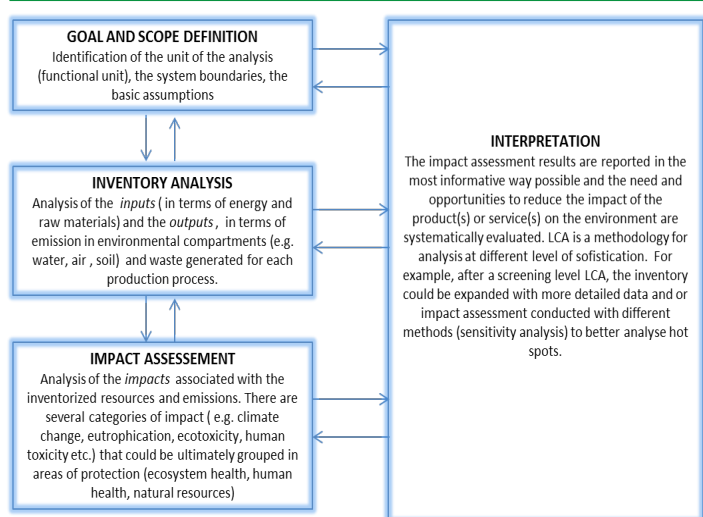 GOAL AND SCOPE DEFINITION
Identification of the unit of the analysis
(functional unit), the system boundaries, the
basic assumptions
INVENTORY ANALYSIS
Analysis of the inputs ( in terms of energy and
raw materials) and the outputs , in terms of
emission in environmental compartments (e.g.
water, air , soil) and waste generated for each
production process.
IMPACT ASSESSEMENT
Analysis of the impacts associated with the
inventorized resources and emissions. There are
several categories of impact ( e.g. climate
change, eutrophication, ecotoxicity, human
toxicity etc.) that could be ultimately grouped in
areas of protection (ecosystem health, human
health, natural resources)
INTERPRETATION
The impact assessment results are reported in the
most informative way possible and the need and
opportunities to reduce the impact of the
product(s) or service(s) on the environment are
systematically evaluated. LCA is a methodology for
analysis at different level of sofistication. For
example, after a screening level LCA, the inventory
could be expanded with more detailed data and or
impact assessment conducted with different
methods (sensitivity analysis) to better analyse hot
spots.